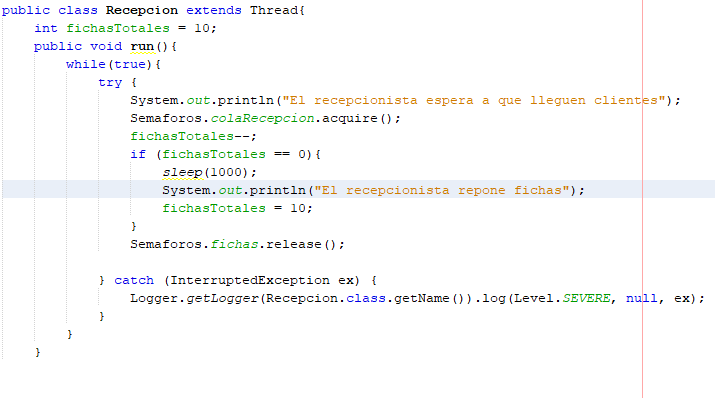 public class Recepcion extends Thread{
    int fichasTotales = 10;
    public void run(){
        while(true){
            try {
                System.out.println("El recepcionista espera a que lleguen clientes");
                Semaforos.colaRecepcion.acquire();
                fichasTotales--;
                if (fichasTotales == 0){
                    sleep(1000);
                    System.out.println("El recepcionista repone fichas");
                    fichasTotales = 10;
                }
                Semaforos.fichas.release();

            } catch (InterruptedException ex) {
                Logger.getLogger(Recepcion.class.getName()).log(Level.SEVERE, null, ex);
            }
        }
    }